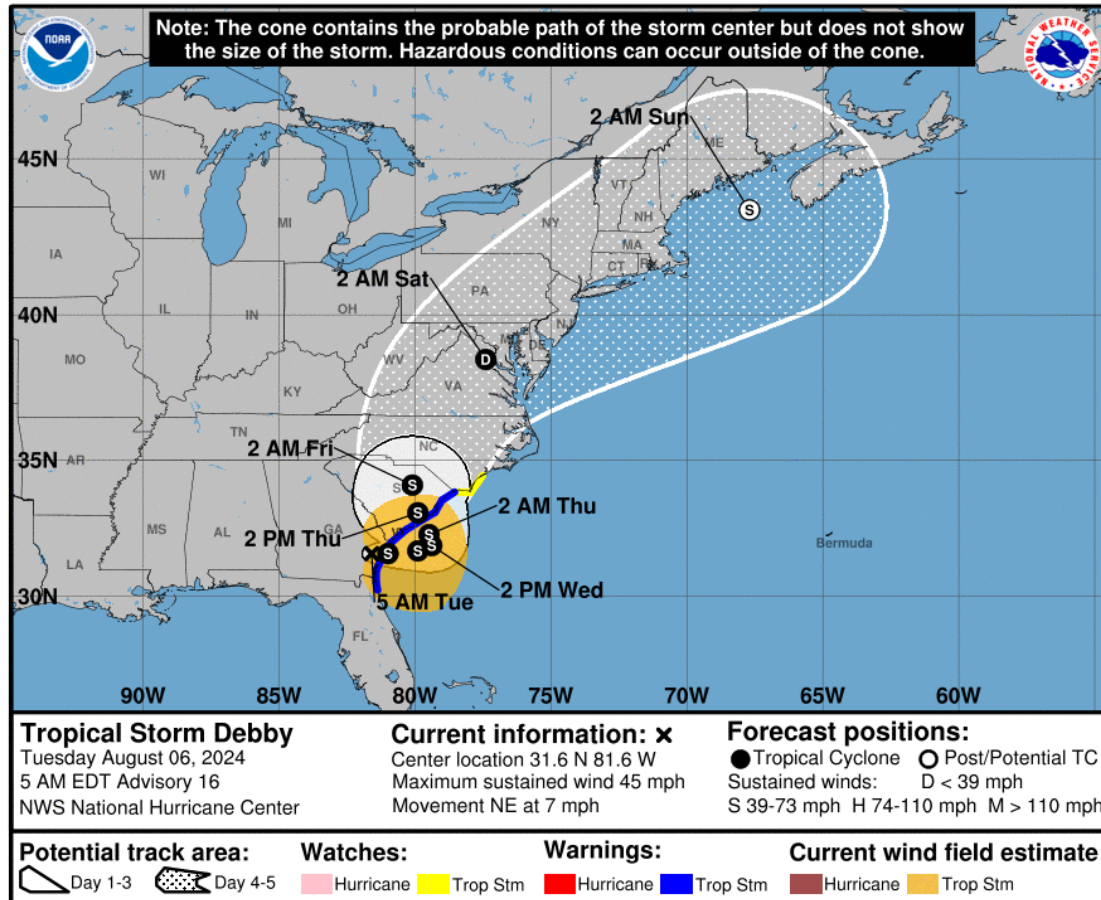 Note: The cone contains the probable path of the storm center but does not show
the size of the storm. Hazardous conditions can occur outside of the cone.
NOAA
NATIONAL WEATHER SERVICE
2 AM Sun
ME
45N
WI
VT
NH
MI
NY
MA
IA
CT
2 AM Sat
PA
40N
IL
IN
OH
NJ
DE
MO
WV
D
VA
KY
TN
2 AM Fri
NC
35N
AR
S
S
2 AM Thu
MS
AL
GA
S
2 PM Thu
S
S
S
S
Bermuda
LA
30N
5 AM Tue
2 PM Wed
FL
90W
85W
80W
75W
70W
65W
60W
Tropical Storm Debby
Tuesday August 06, 2024
5 AM EDT Advisory 16
NWS National Hurricane Center
Current information: x
Center location 31.6 N 81.6 W
Maximum sustained wind 45 mph
Movement NE at 7 mph
Forecast positions:
Tropical Cyclone Post/Potential TC
Sustained winds: D < 39 mph
S 39-73 mph H 74-110 mph M > 110 mph
Potential track area:
Day 1-3 Day 4-5
Watches:
Hurricane Trop Stm
Warnings:
Hurricane Trop Stm
Current wind field estimate
Hurricane Trop Stm